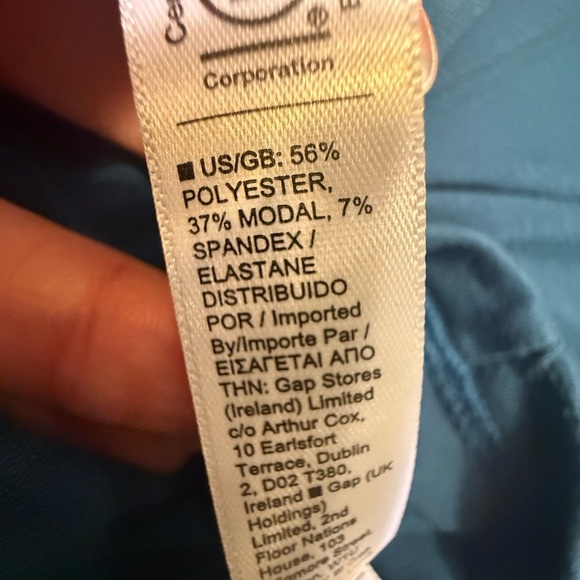 ®
Corporation
■ US/GB: 56%
POLYESTER,
37% MODAL, 7%
SPANDEX /
ELASTANE
DISTRIBUIDO
POR / Imported
By/Importe Par /
ΕΙΣΑΓΕΤΑΙ ΑΠΟ
ΤΗΝ: Gap Stores
(Ireland) Limited
c/o Arthur Cox,
10 Earlsfort
Terrace, Dublin
2, D02 T380,
Ireland ■ Gap (UK
Holdings)
Limited, 2nd
Floor Nations
House, 103
Street,